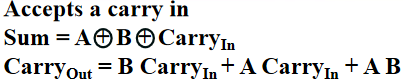 Accepts a carry in
Sum = A⊕B⊕CarryIn
CarryOut = B CarryIn + A CarryIn + A B